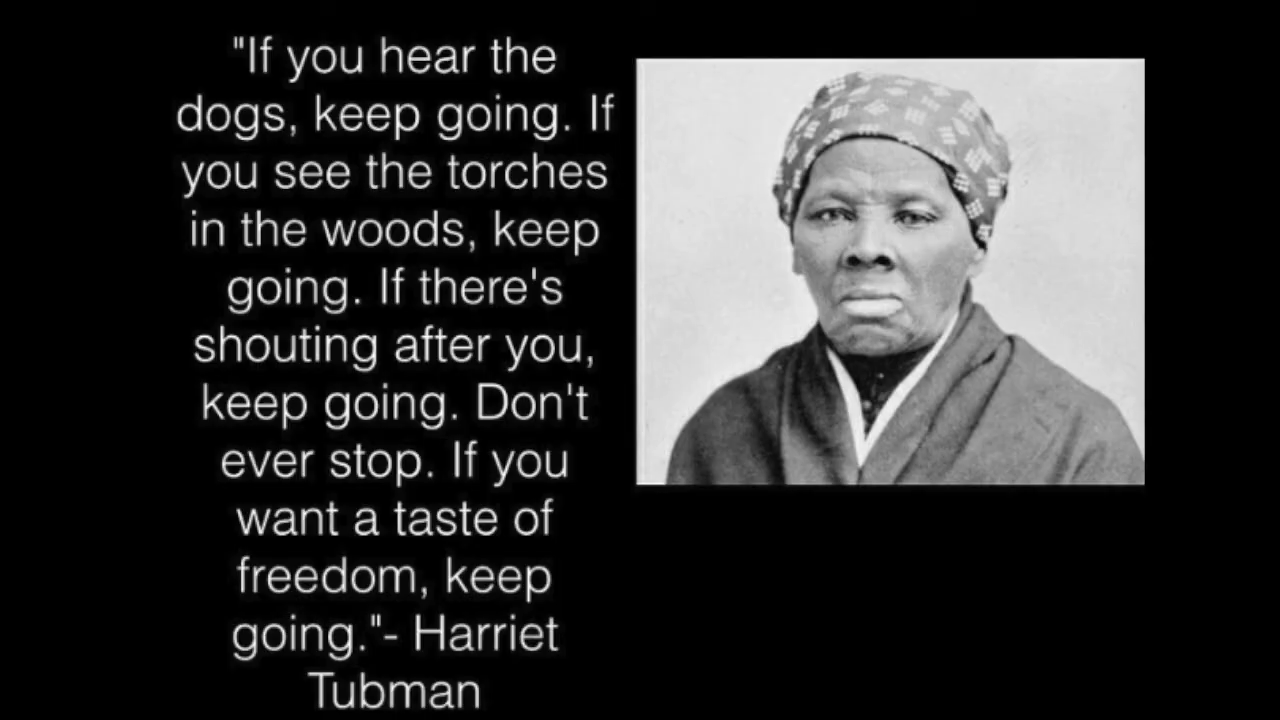 "If you hear the
dogs, keep going. If
you see the torches
in the woods, keep
going. If there's
shouting after you,
keep going. Don't
ever stop. If you
want a taste of
freedom, keep
going."- Harriet
Tubman